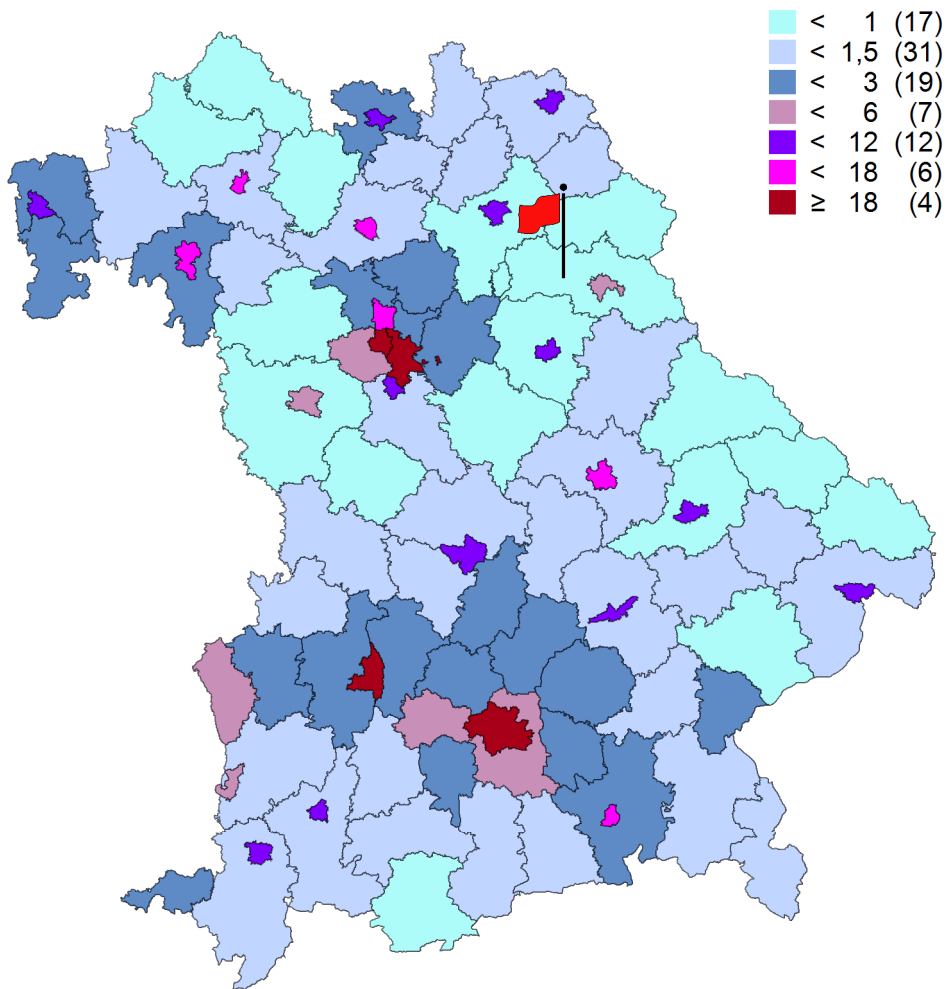 < 1 (17)
< 1,5 (31)
< 3 (19)
< 6 (7)
< 12 (12)
< 18 (6)
≥ 18 (4)